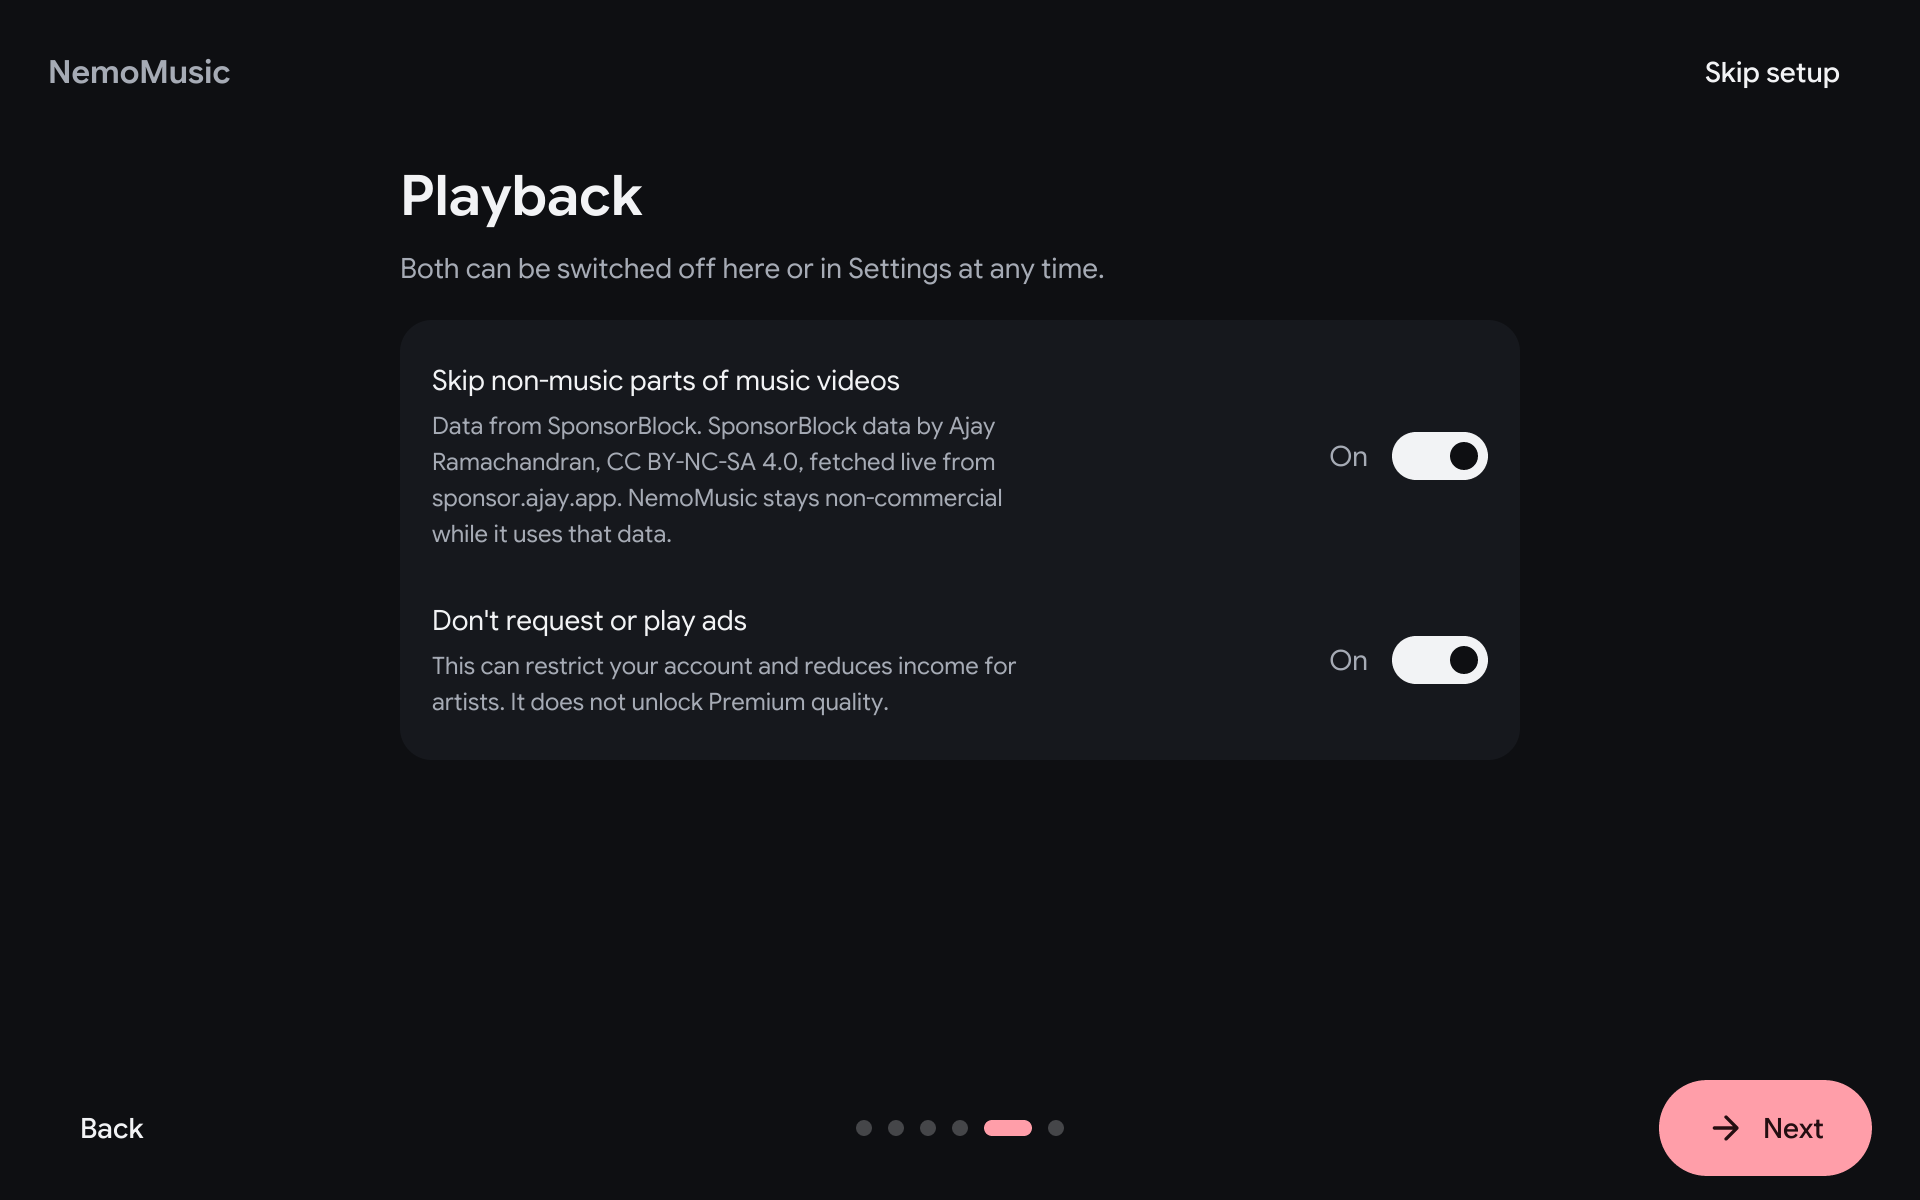 NemoMusic
Skip setup
Playback
Both can be switched off here or in Settings at any time.
Skip non-music parts of music videos
Data from SponsorBlock. SponsorBlock data by Ajay
Ramachandran, CC BY-NC-SA 4.0, fetched live from
sponsor.ajay.app. NemoMusic stays non-commercial
while it uses that data.
On
Don't request or play ads
This can restrict your account and reduces income for
artists. It does not unlock Premium quality.
On
Back
Next